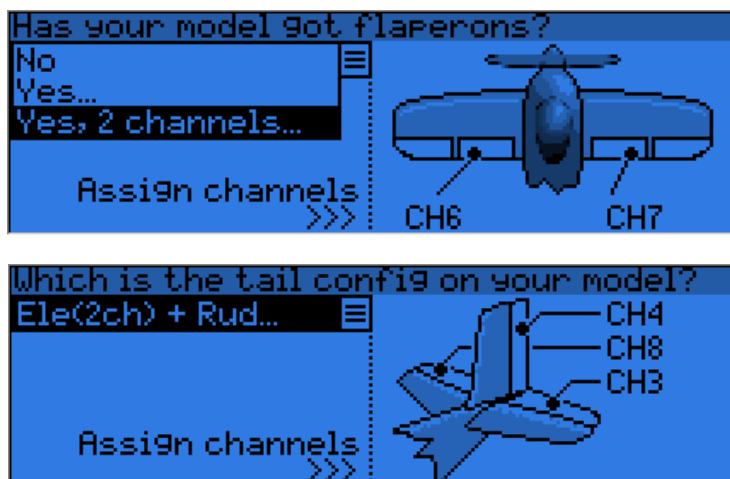 Has your model got flaperons?
No
Yes...
Yes, 2 channels...
Assign channels
>>>
CH6
CH7
Which is the tail config on your model?
Ele(2ch) + Rud...
CH4
CH8
CH3
Assign channels
>>>